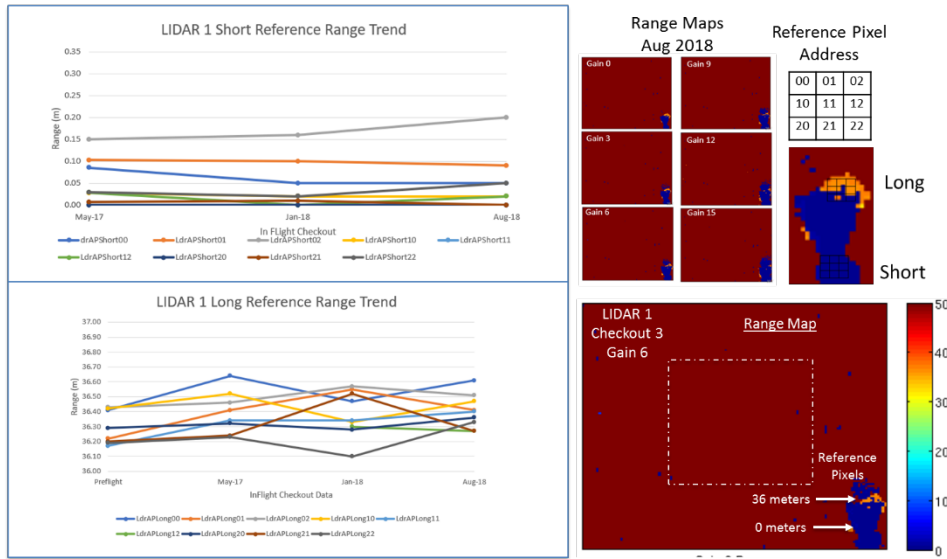 LIDAR 1 Short Reference Range Trend
0.35
0.30
0.25
0.20
0.15
0.10
0.05
0.00
Range (m)
May-17 Jan-18 Aug-18
In FLight Checkout
drAPShort00 LdrAPShort01 LdrAPShort02 LdrAPShort10 LdrAPShort11
LdrAPShort12 LdrAPShort20 LdrAPShort21 LdrAPShort22
LIDAR 1 Long Reference Range Trend
37.00
36.90
36.80
36.70
36.60
36.50
36.40
36.30
36.20
36.10
36.00
Range (m)
Preflight May-17 Jan-18 Aug-18
InFlight Checkout Data
LdrAPLong00 LdrAPLong01 LdrAPLong02 LdrAPLong10 LdrAPLong11
LdrAPLong12 LdrAPLong20 LdrAPLong21 LdrAPLong22
Range Maps
Aug 2018
Gain 0 Gain 9
Gain 3 Gain 12
Gain 6 Gain 15
Reference Pixel
Address
00 01 02
10 11 12
20 21 22
Long
Short
LIDAR 1
Checkout 3
Gain 6
Range Map
Reference
Pixels
36 meters
0 meters
50
40
30
20
10
0